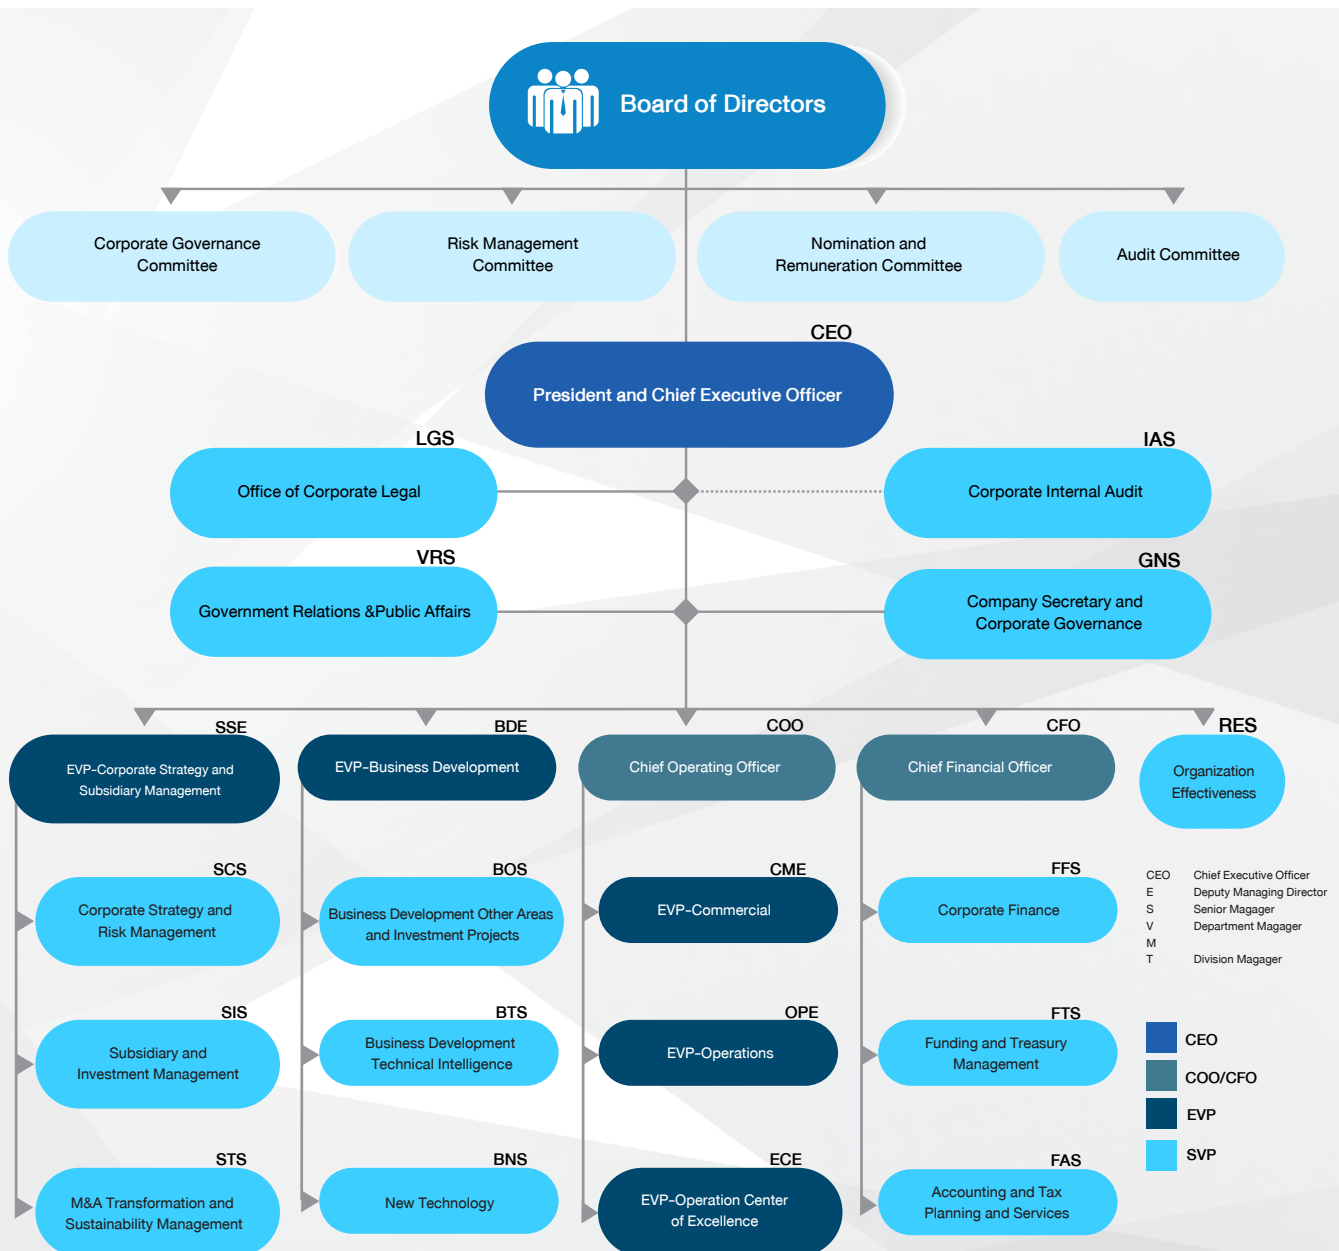 Board of Directors
Corporate Governance
Committee
Risk Management
Committee
Nomination and
Remuneration Committee
Audit Committee
CEO
President and Chief Executive Officer
LGS
Office of Corporate Legal
IAS
Corporate Internal Audit
VRS
Government Relations &Public Affairs
GNS
Company Secretary and
Corporate Governance
SSE
EVP-Corporate Strategy and
Subsidiary Management
BDE
EVP-Business Development
COO
Chief Operating Officer
CFO
Chief Financial Officer
RES
Organization
Effectiveness
SCS
Corporate Strategy and
Risk Management
BOS
Business Development Other Areas
and Investment Projects
CME
EVP-Commercial
FFS
Corporate Finance
CEO Chief Executive Officer
E Deputy Managing Director
S Senior Magager
V Department Magager
M
T Division Magager
SIS
Subsidiary and
Investment Management
BTS
Business Development
Technical Intelligence
OPE
EVP-Operations
FTS
Funding and Treasury
Management
CEO
COO/CFO
EVP
SVP
STS
M&A Transformation and
Sustainability Management
BNS
New Technology
ECE
EVP-Operation Center
of Excellence
FAS
Accounting and Tax
Planning and Services